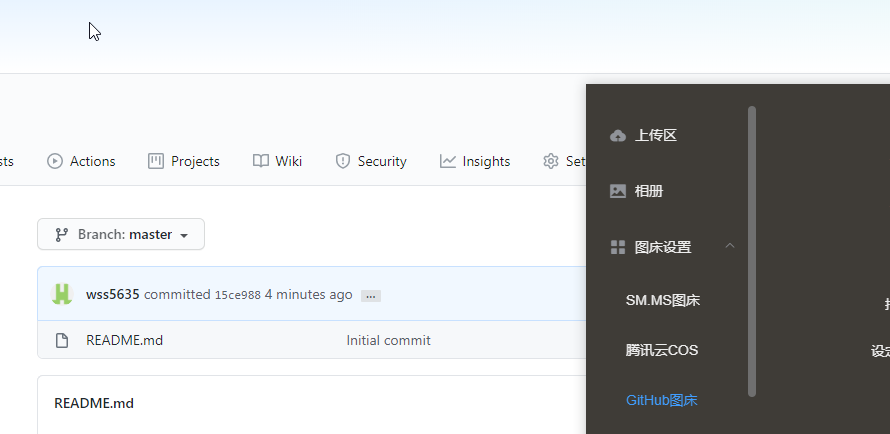 sts Actions Projects Wiki Security Insights Set
Branch: master
wss5635 committed 15ce988 4 minutes ago ...
README.md Initial commit
README.md
上传区
相册
图床设置
SM.MS图床
腾讯云COS
设定
GitHub图床